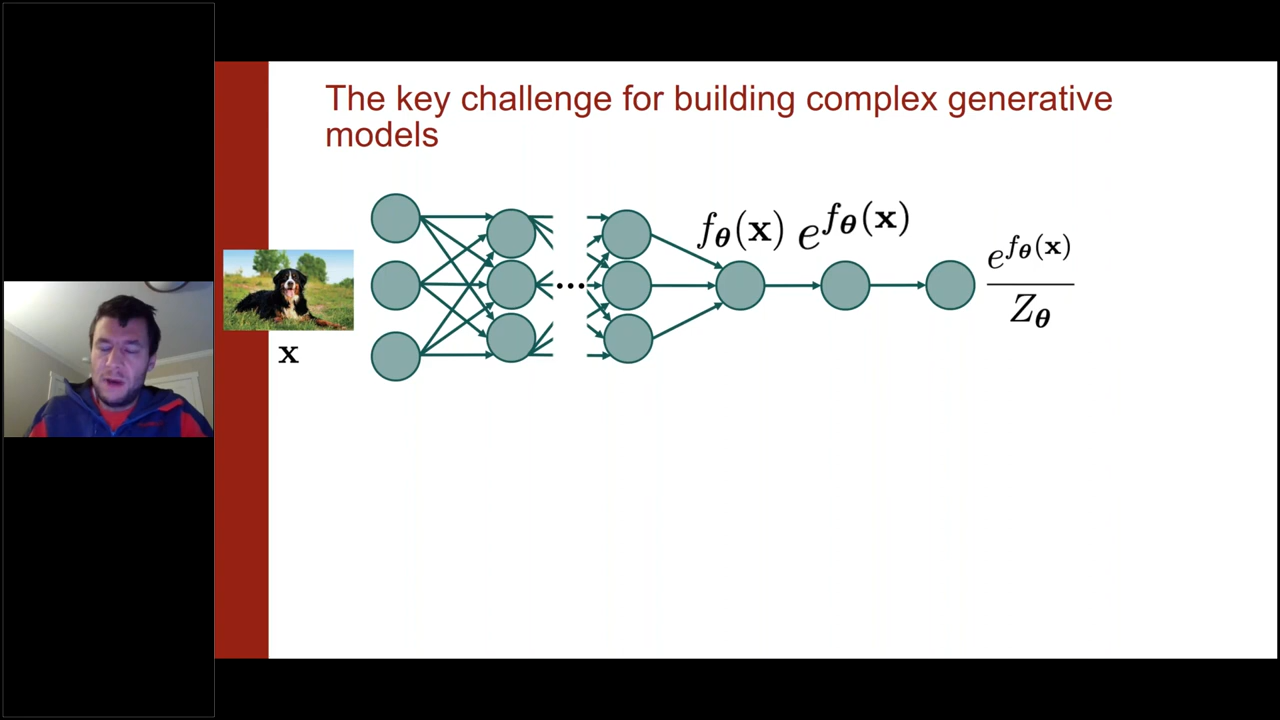 The key challenge for building complex generative
models
f_θ(x) e^{f_θ(x)}
e^{f_θ(x)}
Z_θ
...
x